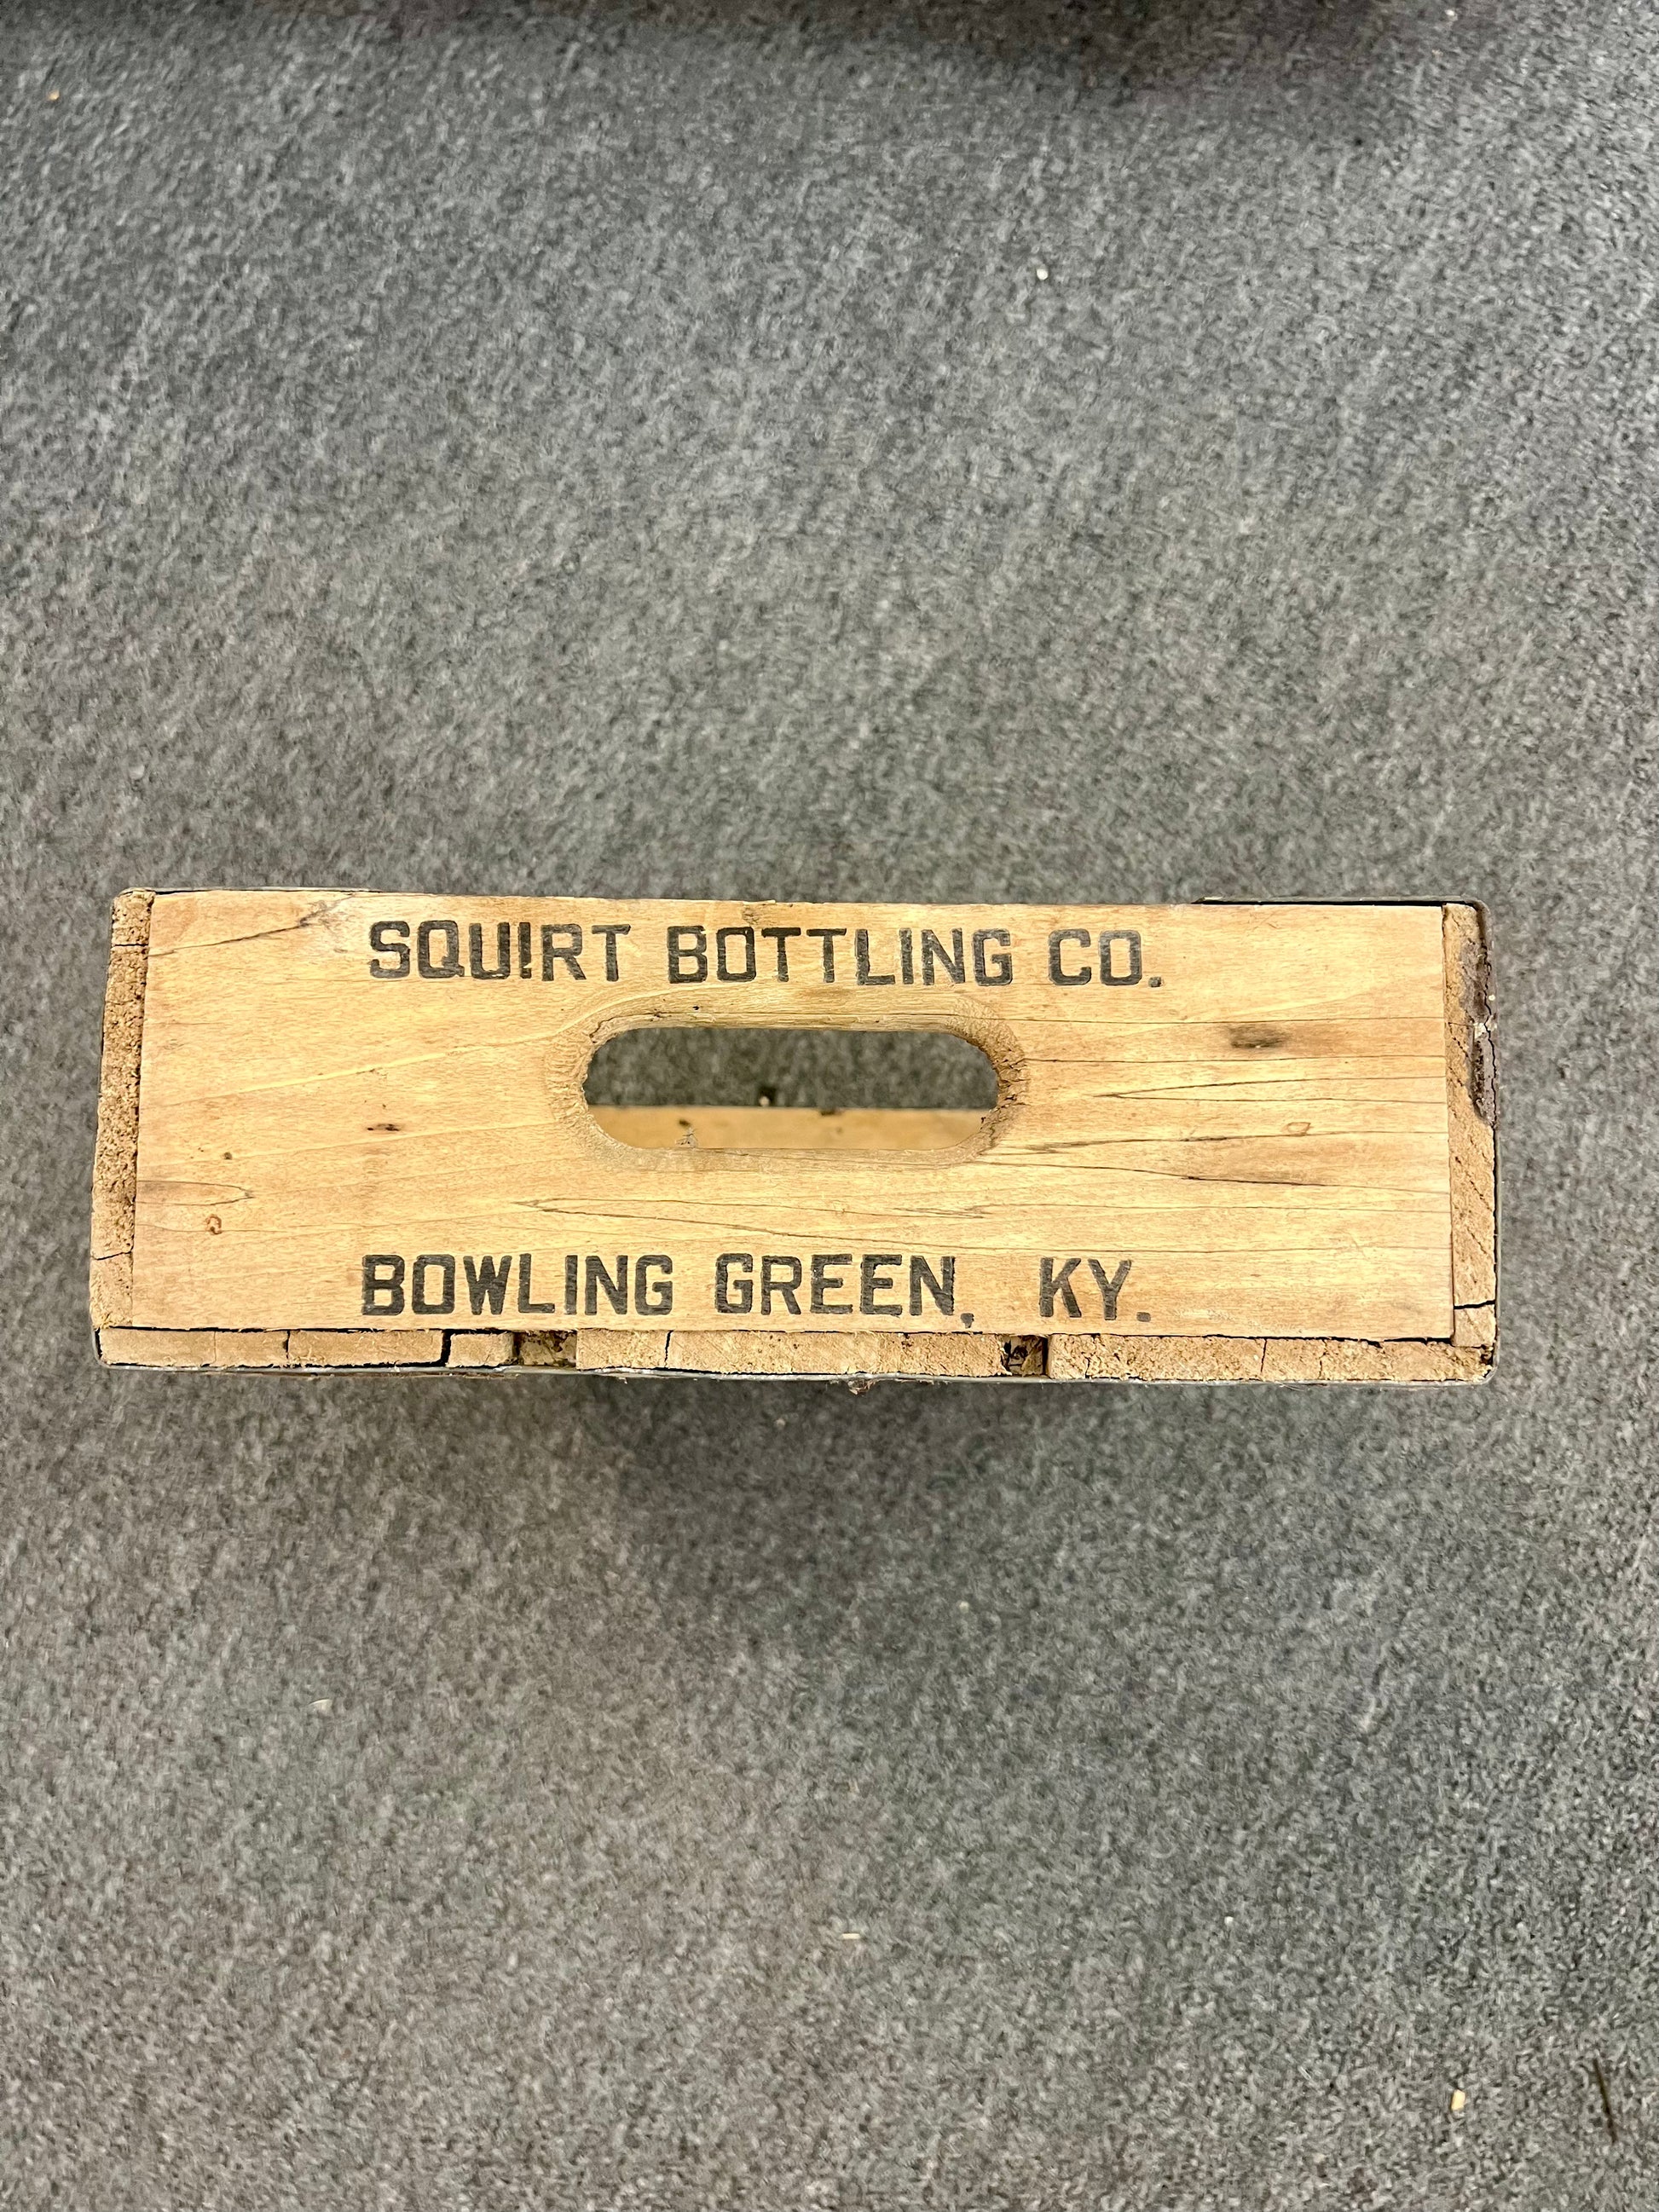 SQUIRT BOTTLING CO.
BOWLING GREEN, KY.